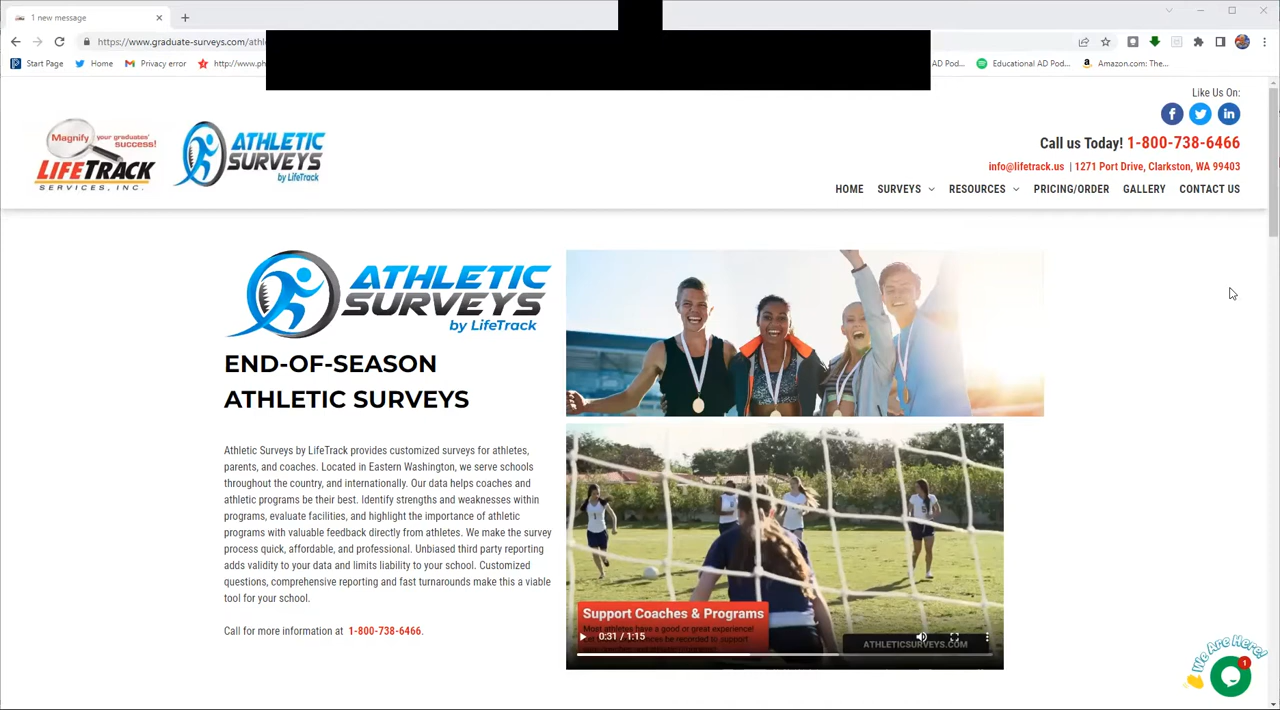 1 new message
https://www.graduate-surveys.com/athl
Start Page
Home
Privacy error
http://www.ph
AD Pod...
Educational AD Pod...
Amazon.com: The...
Like Us On:
Magnify your graduates' success!
LIFETRACK
SERVICES, INC.
ATHLETIC
SURVEYS
by LifeTrack
Call us Today! 1-800-738-6466
info@lifetrack.us | 1271 Port Drive, Clarkston, WA 99403
HOME SURVEYS RESOURCES PRICING/ORDER GALLERY CONTACT US
ATHLETIC
SURVEYS
by LifeTrack
END-OF-SEASON
ATHLETIC SURVEYS
Athletic Surveys by LifeTrack provides customized surveys for athletes,
parents, and coaches. Located in Eastern Washington, we serve schools
throughout the country, and internationally. Our data helps coaches and
athletic programs be their best. Identify strengths and weaknesses within
programs, evaluate facilities, and highlight the importance of athletic
programs with valuable feedback directly from athletes. We make the survey
process quick, affordable, and professional. Unbiased third party reporting
adds validity to your data and limits liability to your school. Customized
questions, comprehensive reporting and fast turnarounds make this a viable
tool for your school.
Call for more information at 1-800-738-6466.
Support Coaches & Programs
Most athletes have a good or great experience!
0:31 / 1:15
ATHLETICSURVEYS.COM
We Are Here!
1